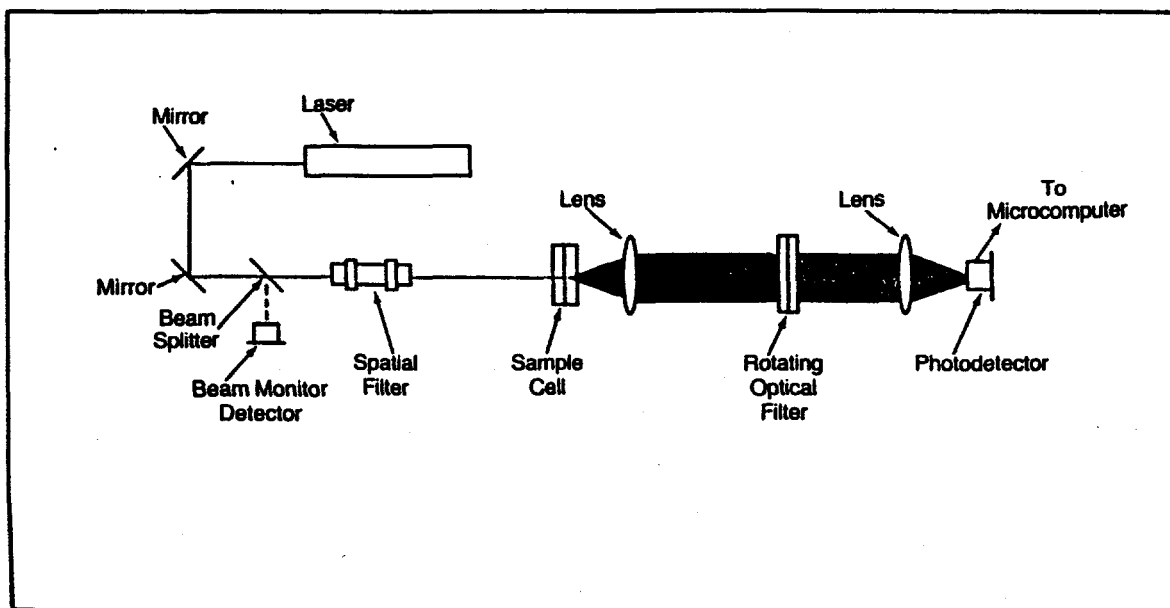 Mirror
Laser
Lens
Lens
To
Microcomputer
Mirror
Beam
Splitter
Beam Monitor
Detector
Spatial
Filter
Sample
Cell
Rotating
Optical
Filter
Photodetector